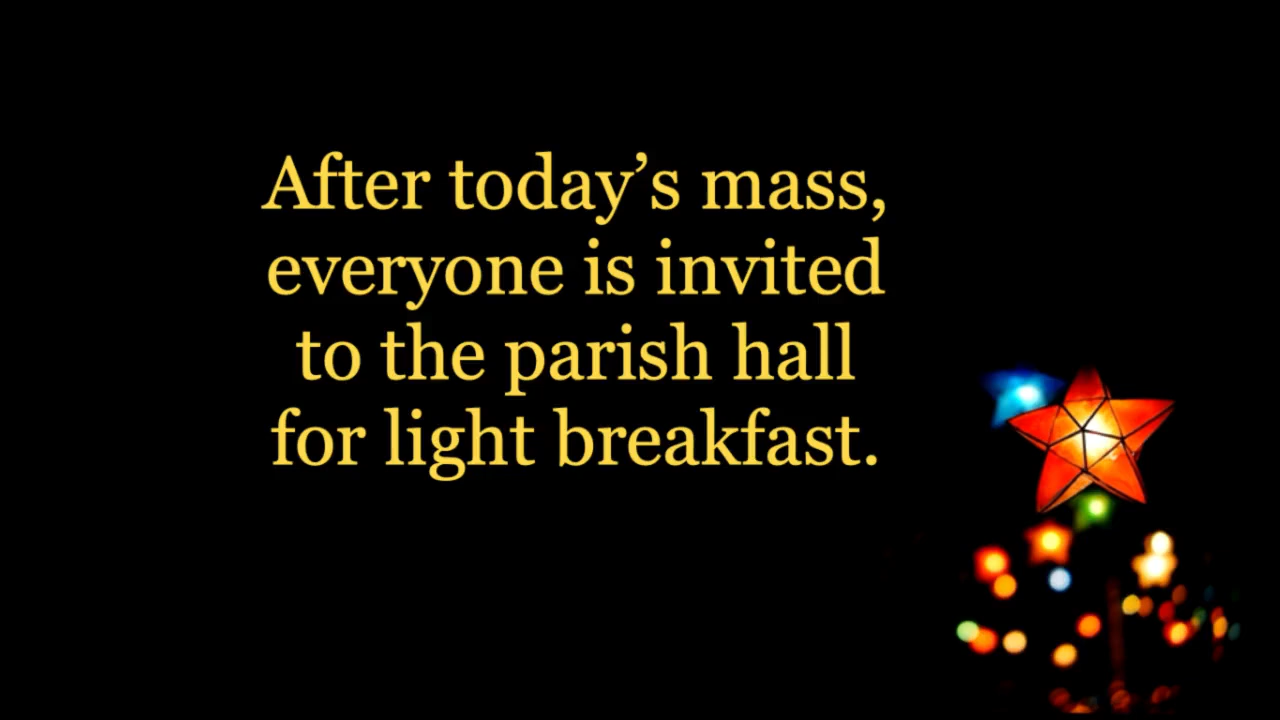 After today’s mass,
everyone is invited
to the parish hall
for light breakfast.